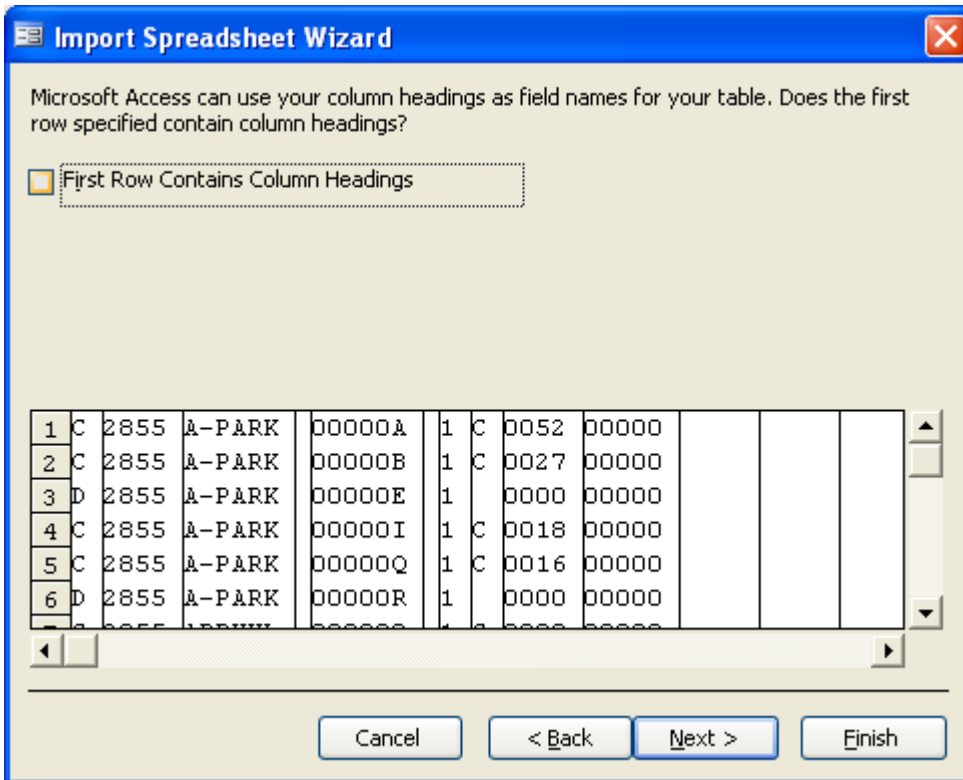 Import Spreadsheet Wizard
Microsoft Access can use your column headings as field names for your table. Does the first
row specified contain column headings?
First Row Contains Column Headings
1 C 2855 A-PARK 00000A 1 C 0052 00000
2 C 2855 A-PARK 00000B 1 C 0027 00000
3 D 2855 A-PARK 00000E 1 0000 00000
4 C 2855 A-PARK 00000I 1 C 0018 00000
5 C 2855 A-PARK 00000Q 1 C 0016 00000
6 D 2855 A-PARK 00000R 1 0000 00000
Cancel < Back Next > Finish